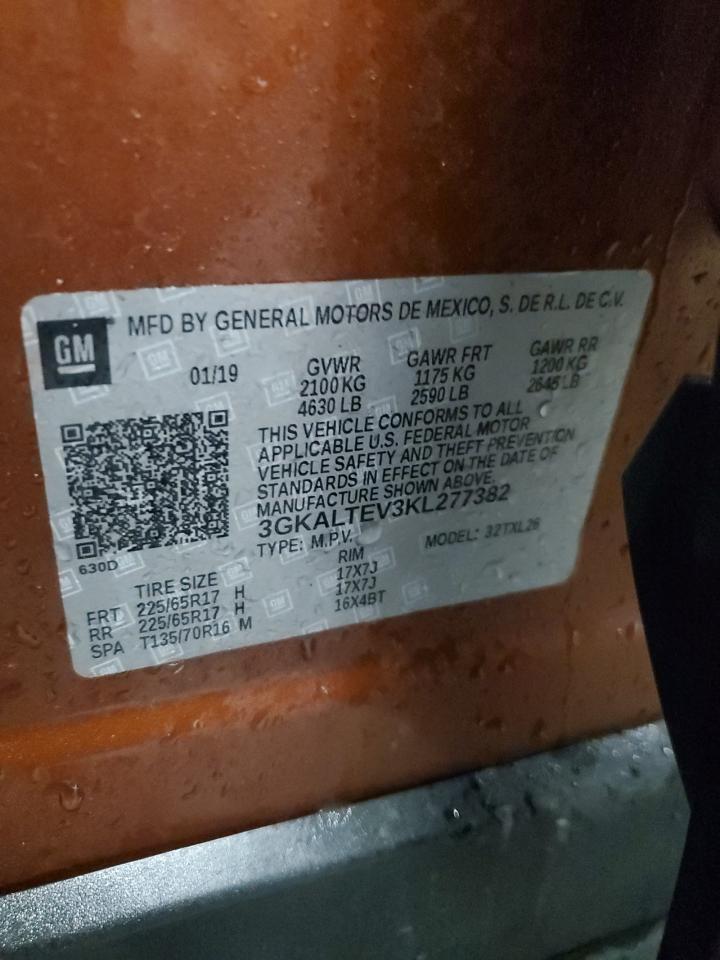 GM
MFD BY GENERAL MOTORS DE MEXICO, S. DE R.L. DE C.V.
01/19 GVWR GAWR FRT GAWR RR
2100 KG 1175 KG 1200 KG
4630 LB 2590 LB 2645 LB
THIS VEHICLE CONFORMS TO ALL
APPLICABLE U.S. FEDERAL MOTOR
VEHICLE SAFETY AND THEFT PREVENTION
STANDARDS IN EFFECT ON THE DATE OF
MANUFACTURE SHOWN ABOVE.
3GKALTEV3KL277382
TYPE: M.P.V. MODEL: 32TXL26
630D
TIRE SIZE RIM
FRT 225/65R17 H 17X7J
RR 225/65R17 H 17X7J
SPA T135/70R16 M 16X4BT